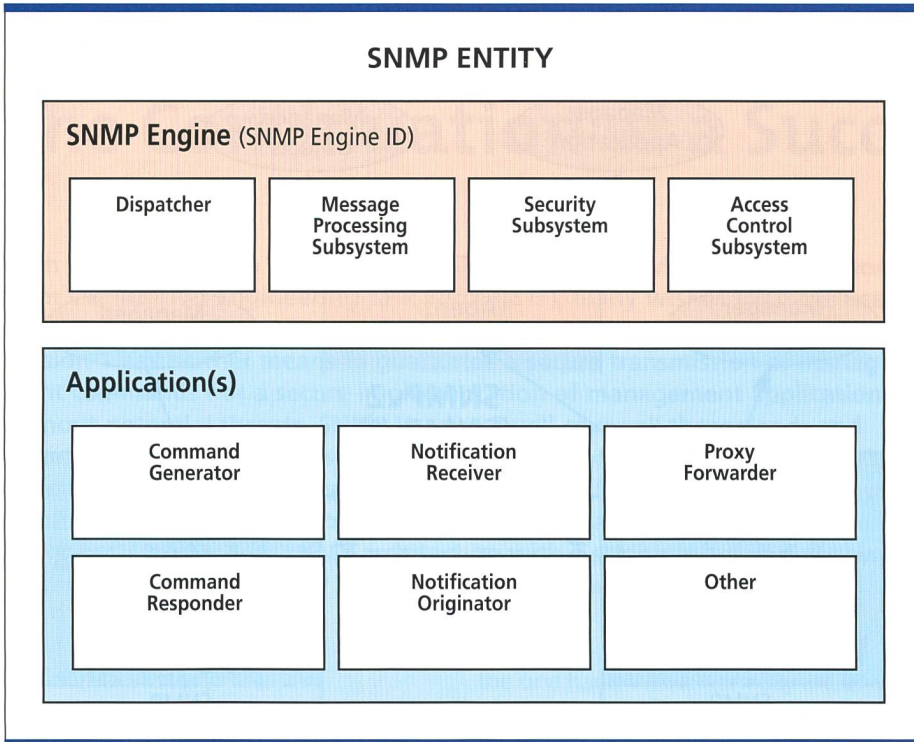 SNMP ENTITY
SNMP Engine (SNMP Engine ID)
Dispatcher
Message
Processing
Subsystem
Security
Subsystem
Access
Control
Subsystem
Application(s)
Command
Generator
Notification
Receiver
Proxy
Forwarder
Command
Responder
Notification
Originator
Other